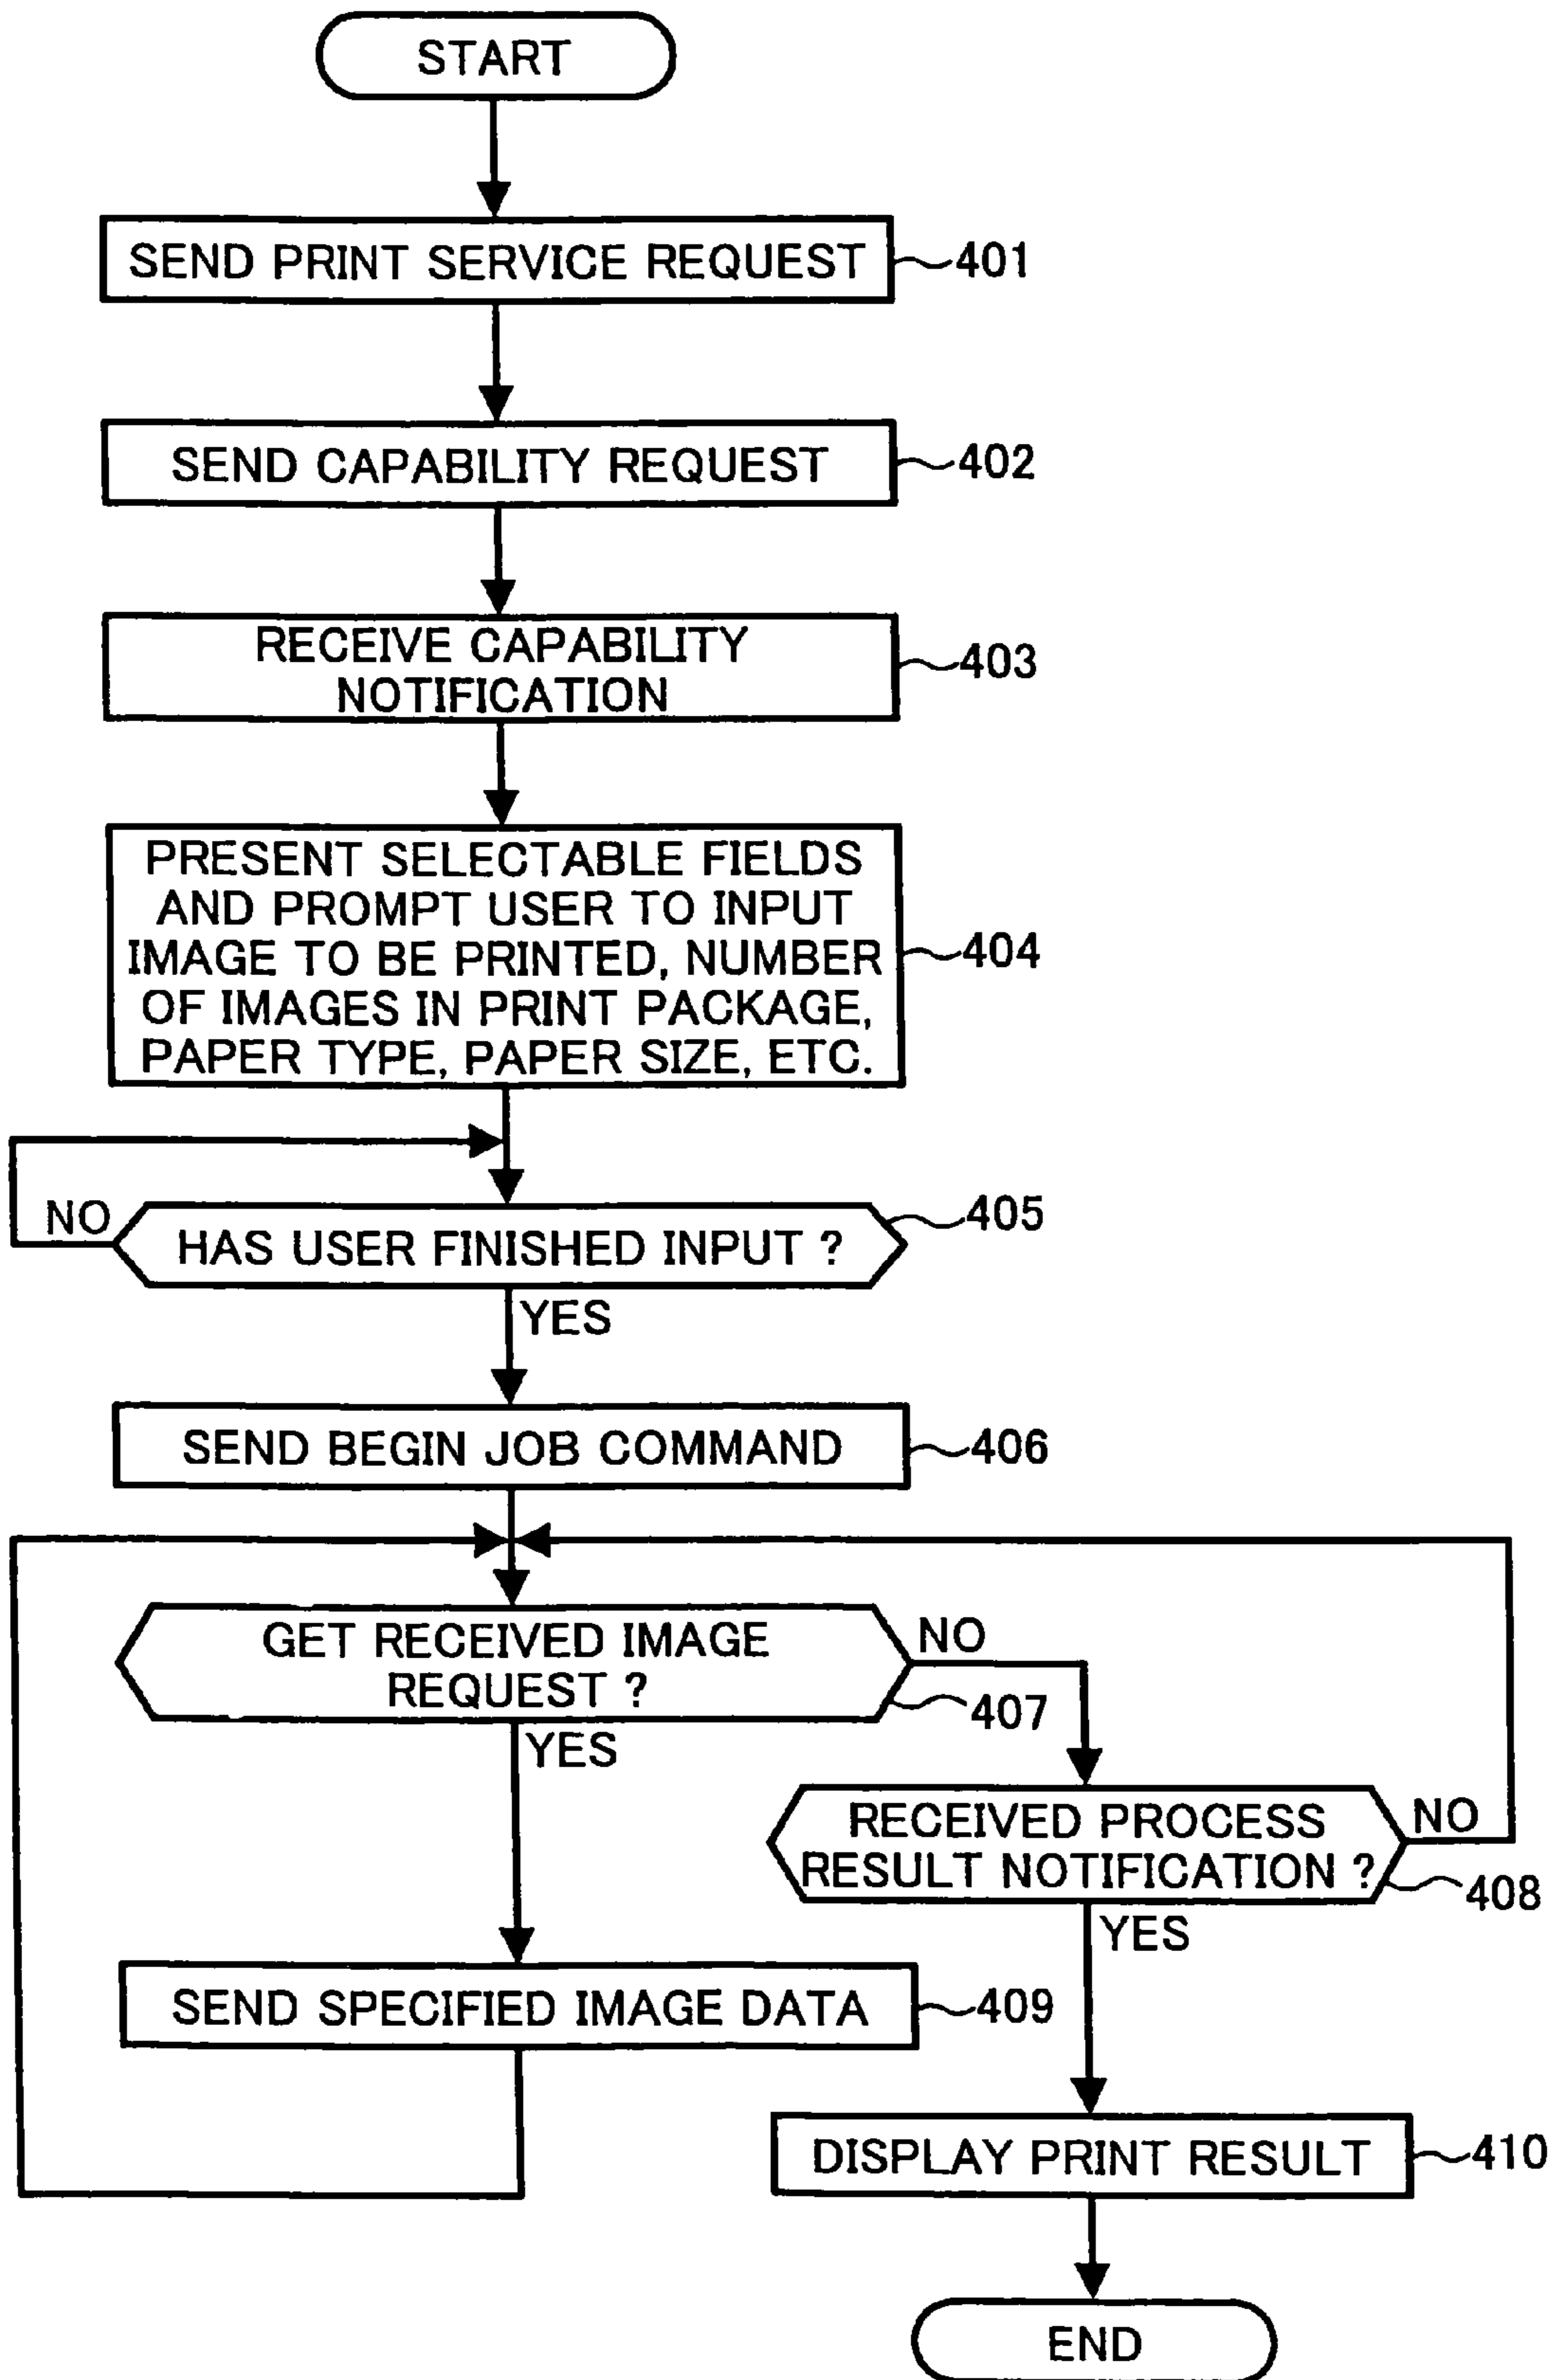 START
SEND PRINT SERVICE REQUEST
401
SEND CAPABILITY REQUEST
402
RECEIVE CAPABILITY
NOTIFICATION
403
PRESENT SELECTABLE FIELDS
AND PROMPT USER TO INPUT
IMAGE TO BE PRINTED, NUMBER
OF IMAGES IN PRINT PACKAGE,
PAPER TYPE, PAPER SIZE, ETC.
404
NO
HAS USER FINISHED INPUT ?
405
YES
SEND BEGIN JOB COMMAND
406
GET RECEIVED IMAGE
REQUEST ?
NO
407
YES
RECEIVED PROCESS
RESULT NOTIFICATION ?
NO
408
YES
SEND SPECIFIED IMAGE DATA
409
DISPLAY PRINT RESULT
410
END